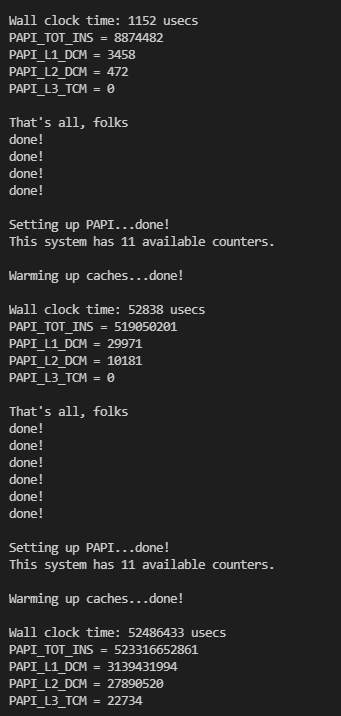 Wall clock time: 1152 usecs
PAPI_TOT_INS = 8874482
PAPI_L1_DCM = 3458
PAPI_L2_DCM = 472
PAPI_L3_TCM = 0
That's all, folks
done!
done!
done!
done!
Setting up PAPI...done!
This system has 11 available counters.
Warming up caches...done!
Wall clock time: 52838 usecs
PAPI_TOT_INS = 519050201
PAPI_L1_DCM = 29971
PAPI_L2_DCM = 10181
PAPI_L3_TCM = 0
That's all, folks
done!
done!
done!
done!
done!
done!
Setting up PAPI...done!
This system has 11 available counters.
Warming up caches...done!
Wall clock time: 52486433 usecs
PAPI_TOT_INS = 523316652861
PAPI_L1_DCM = 3139431994
PAPI_L2_DCM = 27890520
PAPI_L3_TCM = 22734